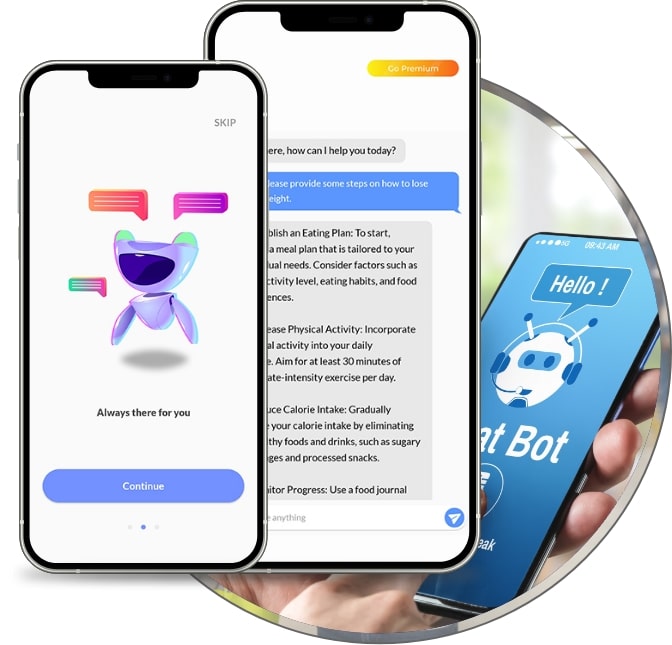 SKIP
Always there for you
Continue
Go Premium
ere, how can I help you today?
lease provide some steps on how to lose
eight.
blish an Eating Plan: To start,
a meal plan that is tailored to your
dual needs. Consider factors such as
ctivity level, eating habits, and food
ences.
ease Physical Activity: Incorporate
al activity into your daily
e. Aim for at least 30 minutes of
ate-intensity exercise per day.
uce Calorie Intake: Gradually
e your calorie intake by eliminating
thy foods and drinks, such as sugary
ages and processed snacks.
itor Progress: Use a food journal
e anything
5G 09:43 AM
Hello !
at Bot
eak